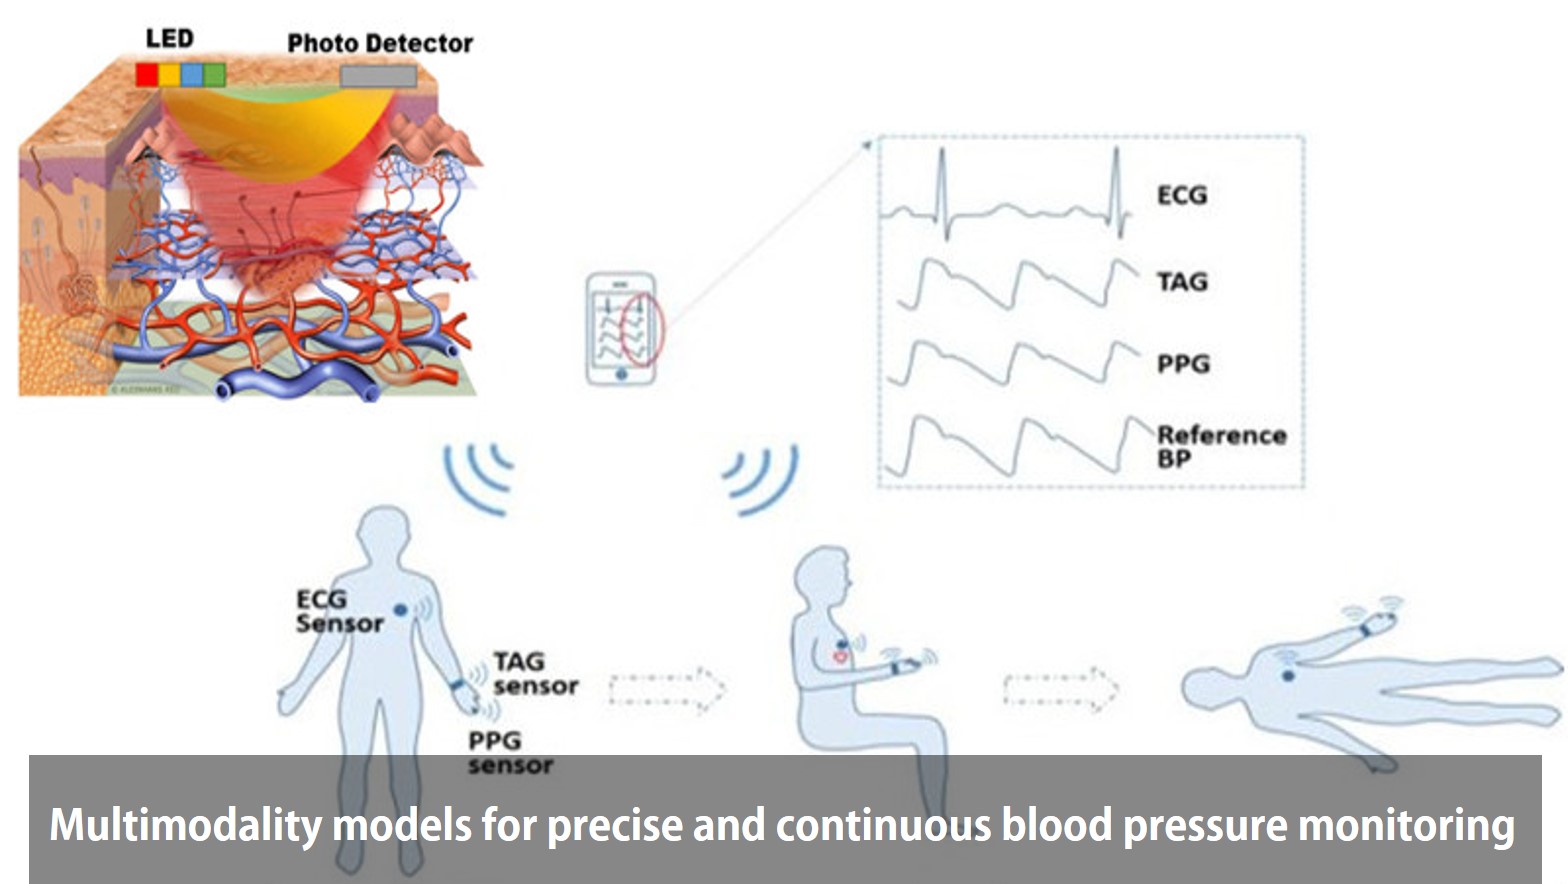 LED
Photo Detector
ECG
TAG
PPG
Reference
BP
ECG
Sensor
TAG
sensor
PPG
sensor
Multimodality models for precise and continuous blood pressure monitoring